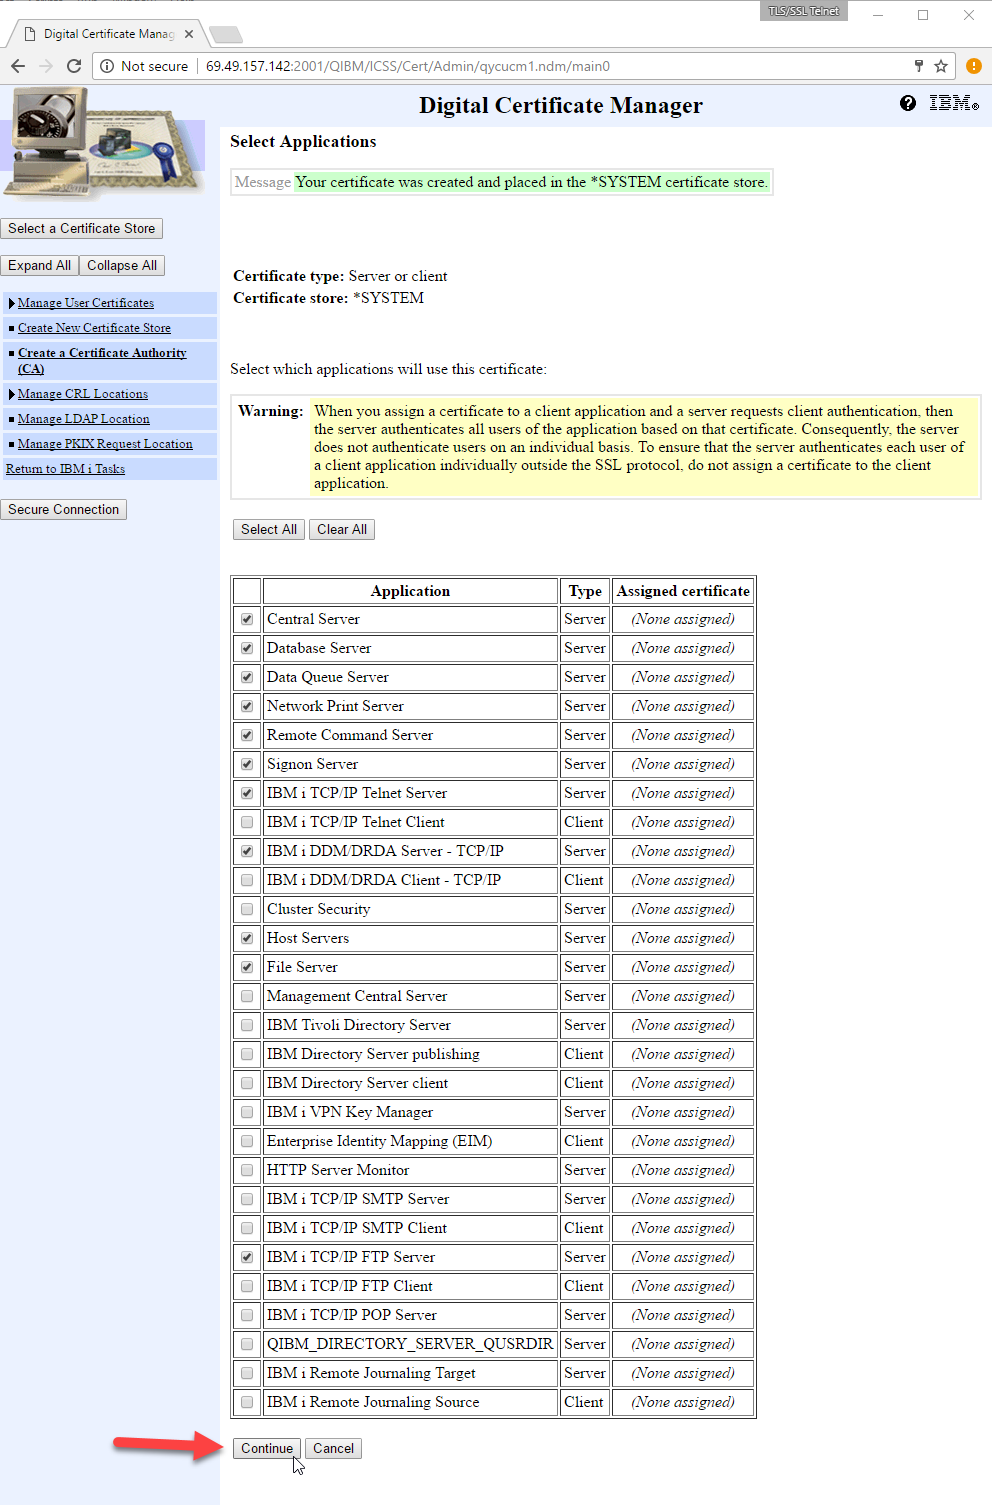 TLS/SSL Telnet
Digital Certificate Manag
Not secure
69.49.157.142:2001/QIBM/ICSS/Cert/Admin/qycucm1.ndm/main0
Digital Certificate Manager
IBM®
Select a Certificate Store
Expand All
Collapse All
Manage User Certificates
Create New Certificate Store
Create a Certificate Authority
(CA)
Manage CRL Locations
Manage LDAP Location
Manage PKIX Request Location
Return to IBM i Tasks
Secure Connection
Select Applications
Message Your certificate was created and placed in the *SYSTEM certificate store.
Certificate type: Server or client
Certificate store: *SYSTEM
Select which applications will use this certificate:
Warning: When you assign a certificate to a client application and a server requests client authentication, then
the server authenticates all users of the application based on that certificate. Consequently, the server
does not authenticate users on an individual basis. To ensure that the server authenticates each user of
a client application individually outside the SSL protocol, do not assign a certificate to the client
application.
Select All
Clear All
Application Type Assigned certificate
Central Server Server (None assigned)
Database Server Server (None assigned)
Data Queue Server Server (None assigned)
Network Print Server Server (None assigned)
Remote Command Server Server (None assigned)
Signon Server Server (None assigned)
IBM i TCP/IP Telnet Server Server (None assigned)
IBM i TCP/IP Telnet Client Client (None assigned)
IBM i DDM/DRDA Server - TCP/IP Server (None assigned)
IBM i DDM/DRDA Client - TCP/IP Client (None assigned)
Cluster Security Server (None assigned)
Host Servers Server (None assigned)
File Server Server (None assigned)
Management Central Server Server (None assigned)
IBM Tivoli Directory Server Server (None assigned)
IBM Directory Server publishing Client (None assigned)
IBM Directory Server client Client (None assigned)
IBM i VPN Key Manager Server (None assigned)
Enterprise Identity Mapping (EIM) Client (None assigned)
HTTP Server Monitor Server (None assigned)
IBM i TCP/IP SMTP Server Server (None assigned)
IBM i TCP/IP SMTP Client Client (None assigned)
IBM i TCP/IP FTP Server Server (None assigned)
IBM i TCP/IP FTP Client Client (None assigned)
IBM i TCP/IP POP Server Server (None assigned)
QIBM_DIRECTORY_SERVER_QUSRDIR Server (None assigned)
IBM i Remote Journaling Target Server (None assigned)
IBM i Remote Journaling Source Client (None assigned)
Continue
Cancel